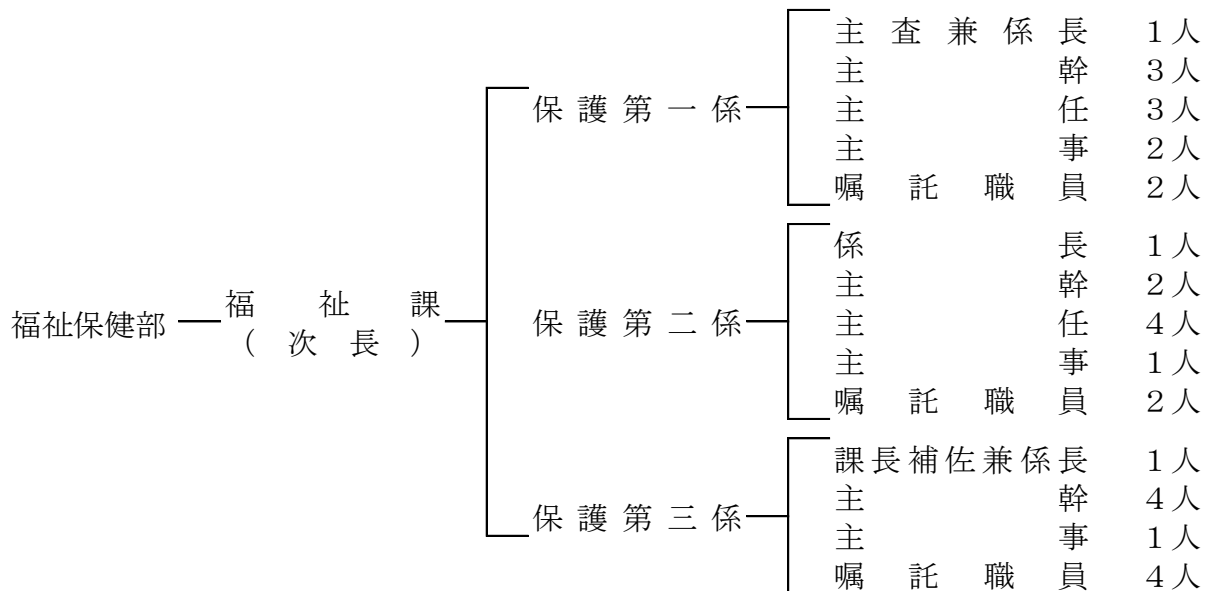 福祉保健部
福祉課
（次長）
保護第一係
主査兼係長 １人
主幹 ３人
主任 ３人
主事 ２人
嘱託職員 ２人
保護第二係
係長 １人
主幹 ２人
主任 ４人
主事 １人
嘱託職員 ２人
保護第三係
課長補佐兼係長 １人
主幹 ４人
主事 １人
嘱託職員 ４人